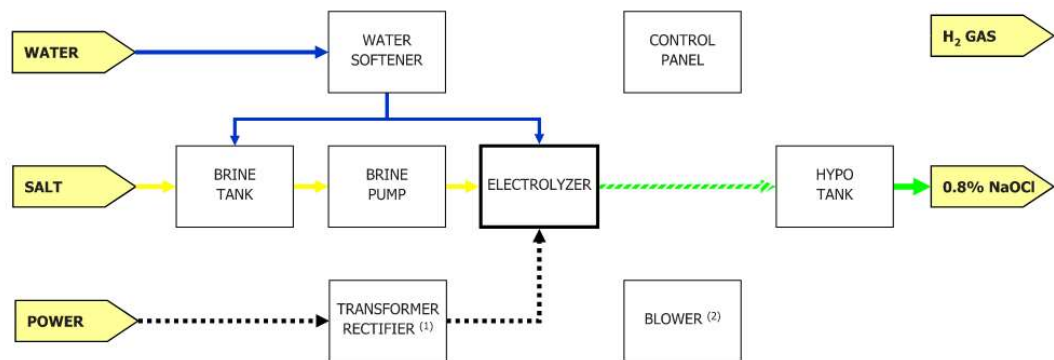 WATER
WATER
SOFTENER
CONTROL
PANEL
H₂ GAS
SALT
BRINE
TANK
BRINE
PUMP
ELECTROLYZER
HYPO
TANK
0.8% NaOCl
POWER
TRANSFORMER
RECTIFIER (1)
BLOWER (2)